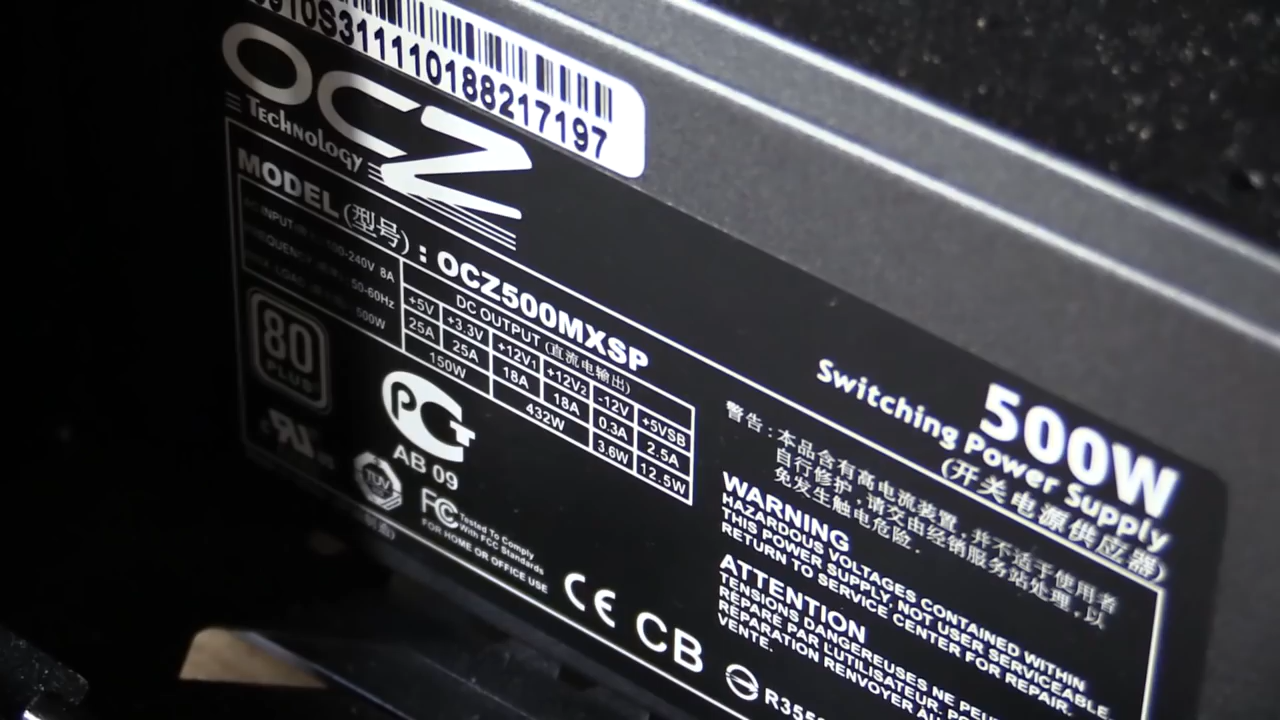 S311110188217197
OCZ
Technology
MODEL (型号) : OCZ500MXSP
INPUT 100-240V 8A
50-60Hz
500W
DC OUTPUT (直流电输出)
+5V +3.3V +12V1 +12V2 -12V +5VSB
25A 25A 18A 18A 0.3A 2.5A
150W 432W 3.6W 12.5W
80
PLUS
PCT
AB 09
TUV
FC Tested To Comply
With FCC Standards
FOR HOME OR OFFICE USE
CE CB
500W
Switching Power Supply
(开关电源供应器)
警告：本品含有高电流装置，并不适于使用者
自行修护，请交由经销服务站处理，以
免发生触电危险.
WARNING
HAZARDOUS VOLTAGES CONTAINED WITHIN
THIS POWER SUPPLY, NOT USER SERVICEABLE.
RETURN TO SERVICE CENTER FOR REPAIR.
ATTENTION
TENSIONS DANGEREUSES NE
RÉPARÉ PAR L'UTILISATEUR.
RÉPARATION RENVOYER
VENTE.